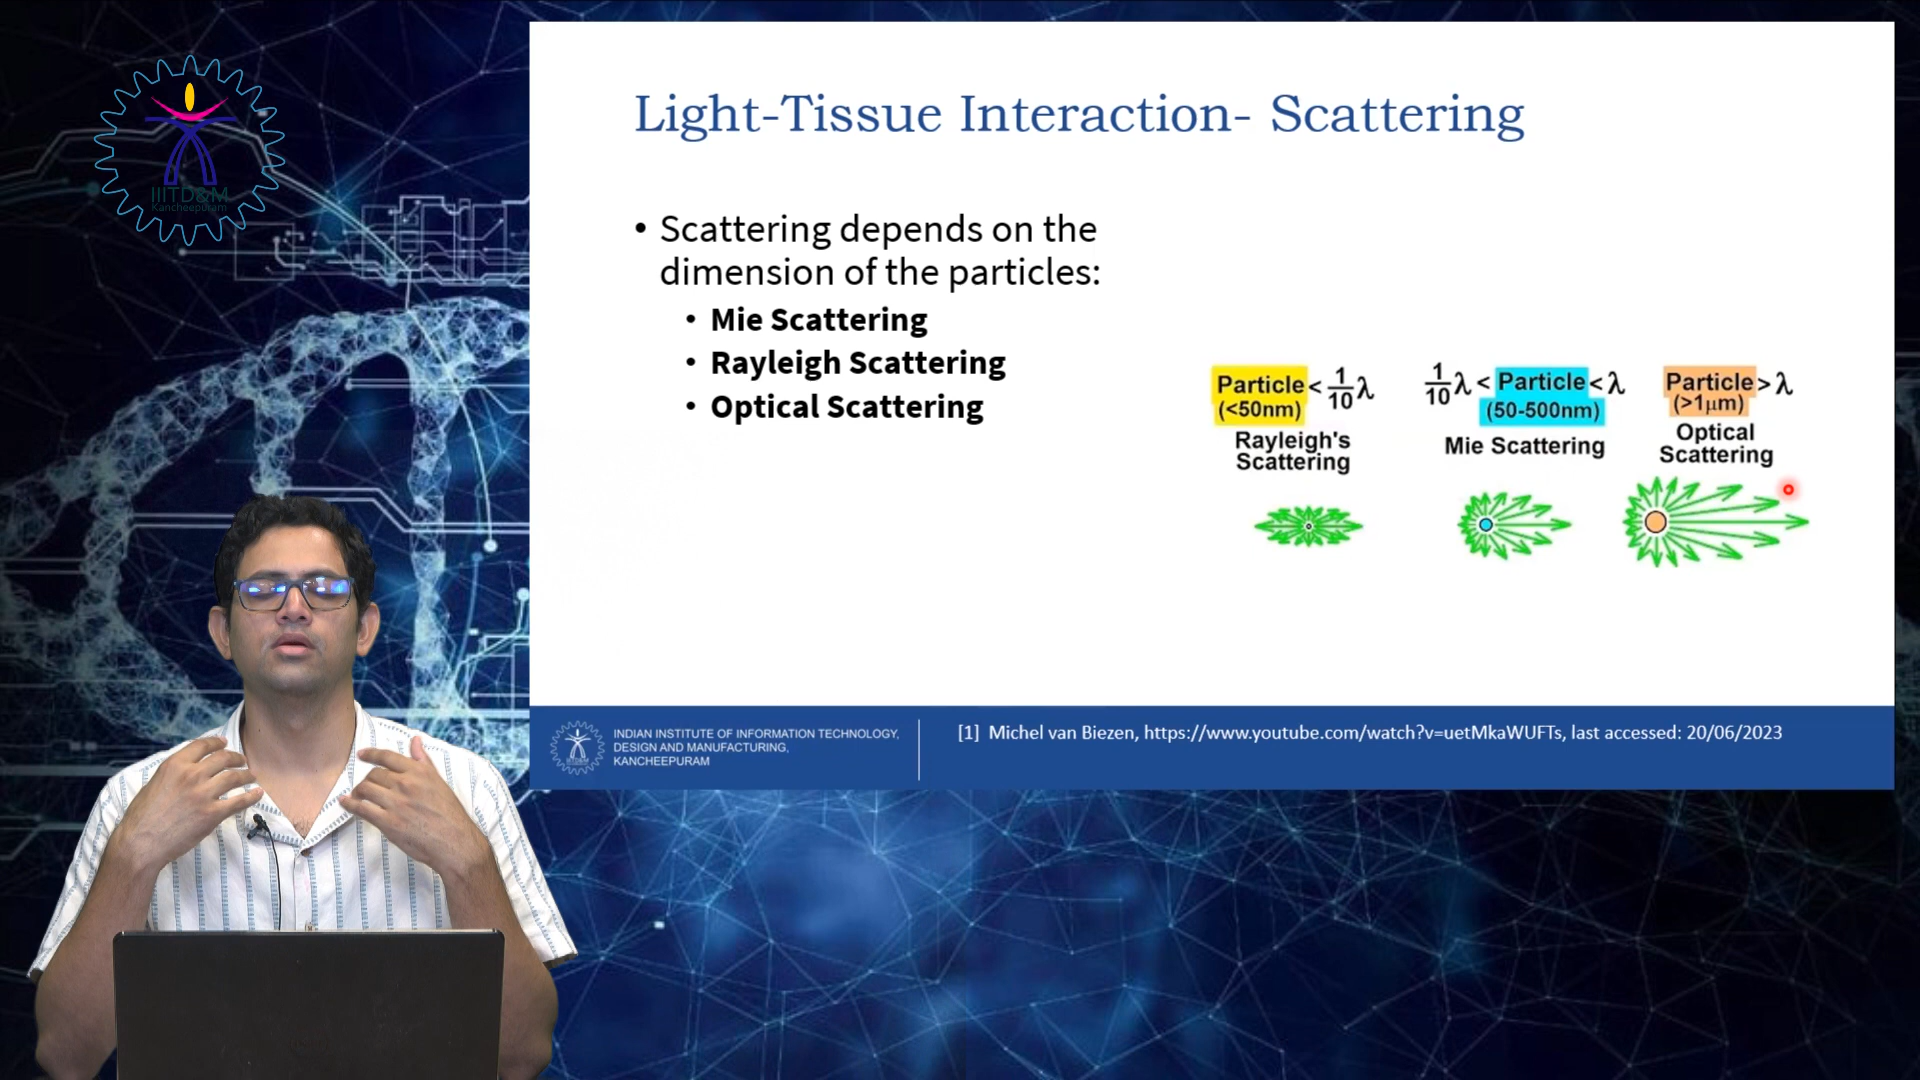 IIITD&M
Kancheepuram
Light-Tissue Interaction- Scattering
• Scattering depends on the
dimension of the particles:
• Mie Scattering
• Rayleigh Scattering
• Optical Scattering
Particle < 1/10 λ
(<50nm)
Rayleigh's
Scattering
1/10 λ < Particle < λ
(50-500nm)
Mie Scattering
Particle > λ
(>1μm)
Optical
Scattering
INDIAN INSTITUTE OF INFORMATION TECHNOLOGY,
DESIGN AND MANUFACTURING,
KANCHEEPURAM
[1] Michel van Biezen, https://www.youtube.com/watch?v=uetMkaWUFTs, last accessed: 20/06/2023